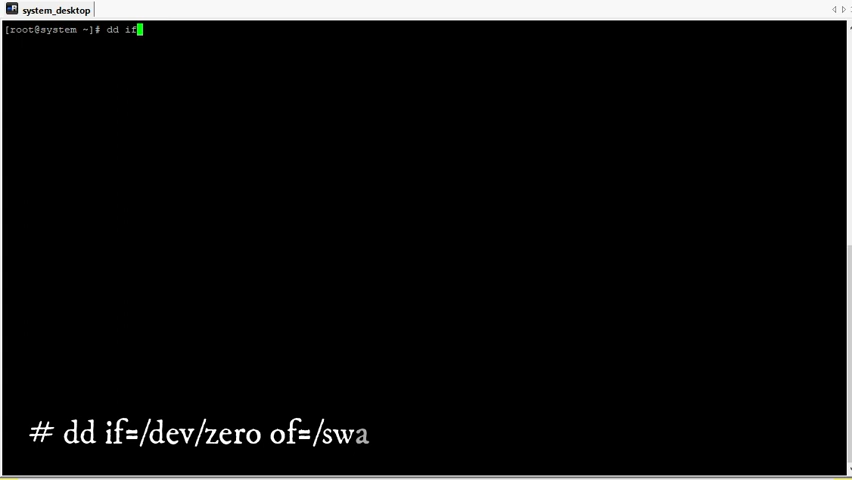 system_desktop
[root@system ~]# dd if
# dd if=/dev/zero of=/swa